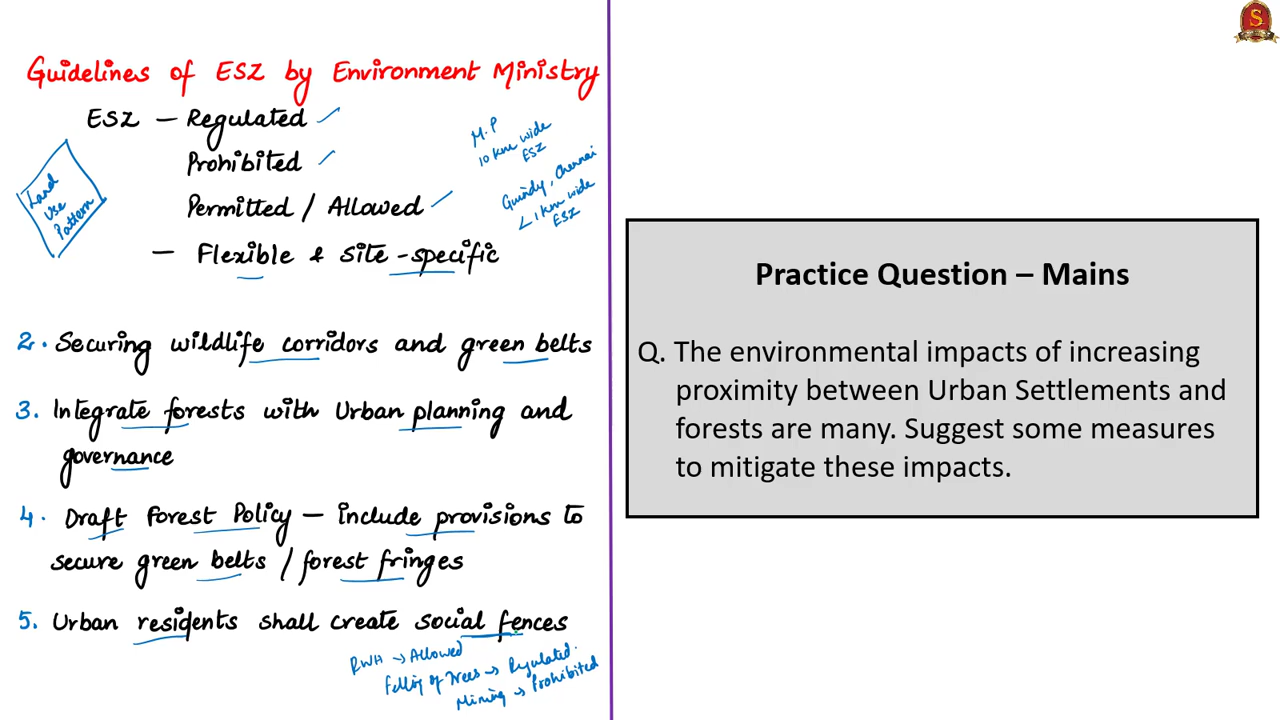 Guidelines of ESZ by Environment Ministry
ESZ – Regulated
Prohibited
Permitted / Allowed
– Flexible & site-specific
Land
Use
Pattern
M.P
10 km wide
ESZ
Guindy, Chennai
<1 km wide
ESZ
2. Securing wildlife corridors and green belts
3. Integrate forests with Urban planning and
governance
4. Draft Forest Policy – include provisions to
secure green belts / forest fringes
5. Urban residents shall create social fences
RWH → Allowed
Felling of Trees → Regulated.
Mining → Prohibited
S
Practice Question – Mains
Q. The environmental impacts of increasing
proximity between Urban Settlements and
forests are many. Suggest some measures
to mitigate these impacts.